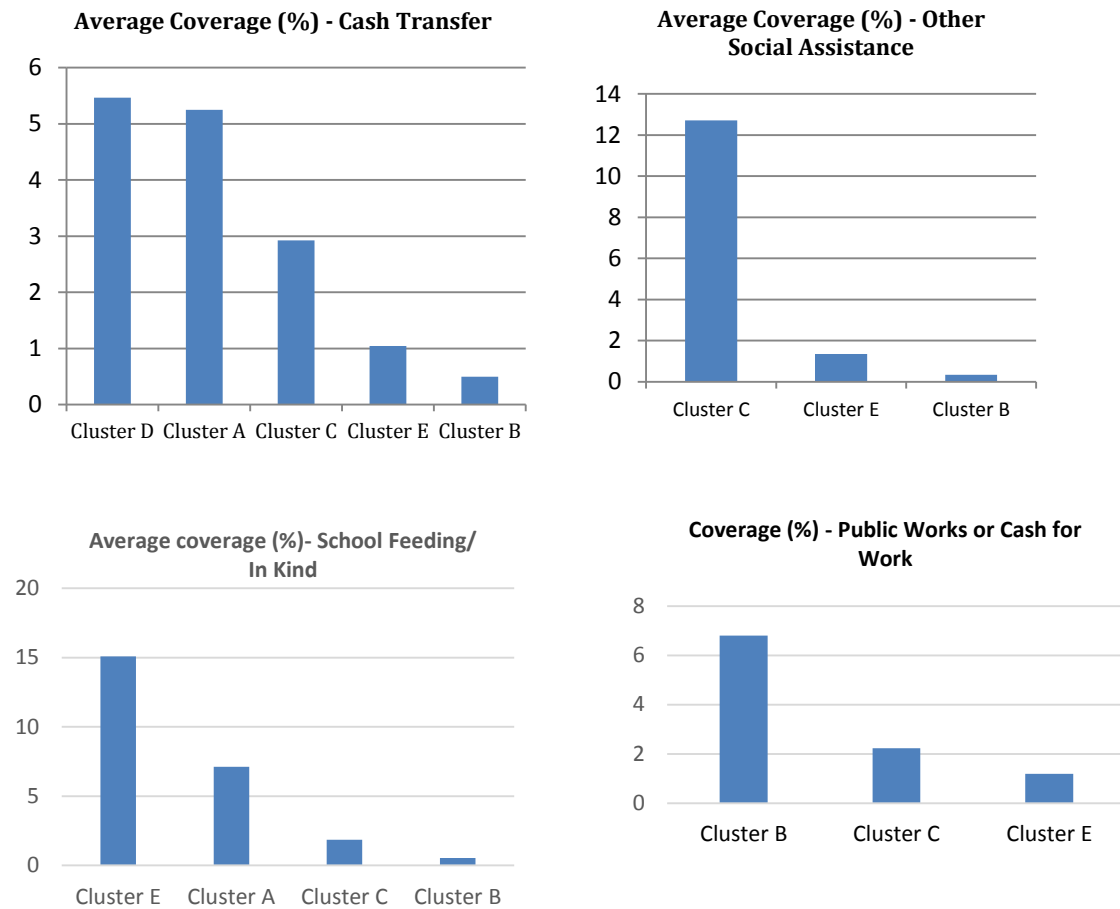 Average Coverage (%) - Cash Transfer
6
5
4
3
2
1
0
Cluster D Cluster A Cluster C Cluster E Cluster B
Average Coverage (%) - Other
Social Assistance
14
12
10
8
6
4
2
0
Cluster C Cluster E Cluster B
Average coverage (%)- School Feeding/
In Kind
20
15
10
5
0
Cluster E Cluster A Cluster C Cluster B
Coverage (%) - Public Works or Cash for
Work
8
6
4
2
0
Cluster B Cluster C Cluster E